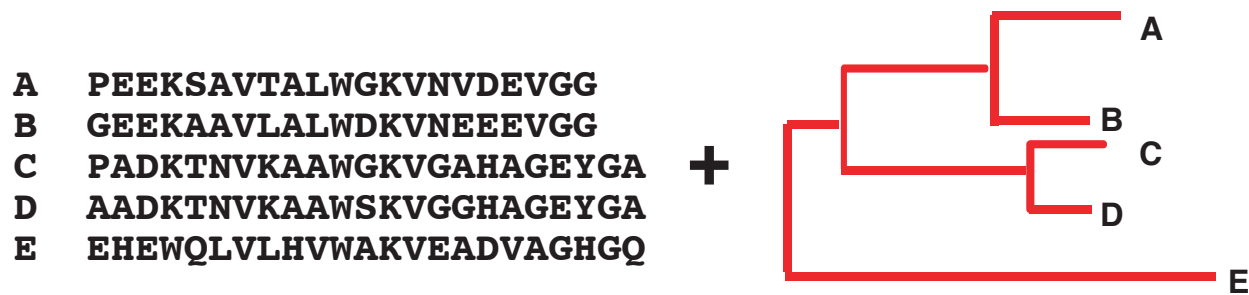 A PEEKSAVTALWGKVNVDEVGG
B GEEKAAVLALWDKVNEEEVGG
C PADKTNVKAAWGKVGAHAGEYGA
D AADKTNVKAAWSKVGGHAGEYGA
E EHEWQLVLHVWAKVEADVAGHGQ
+
A
B
C
D
E